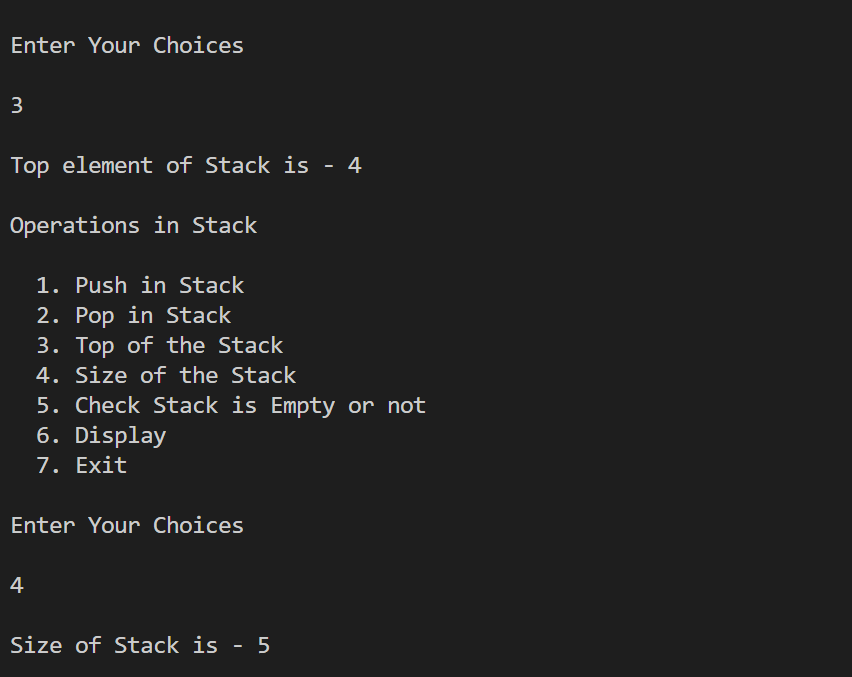 Enter Your Choices
3
Top element of Stack is - 4
Operations in Stack
1. Push in Stack
2. Pop in Stack
3. Top of the Stack
4. Size of the Stack
5. Check Stack is Empty or not
6. Display
7. Exit
Enter Your Choices
4
Size of Stack is - 5